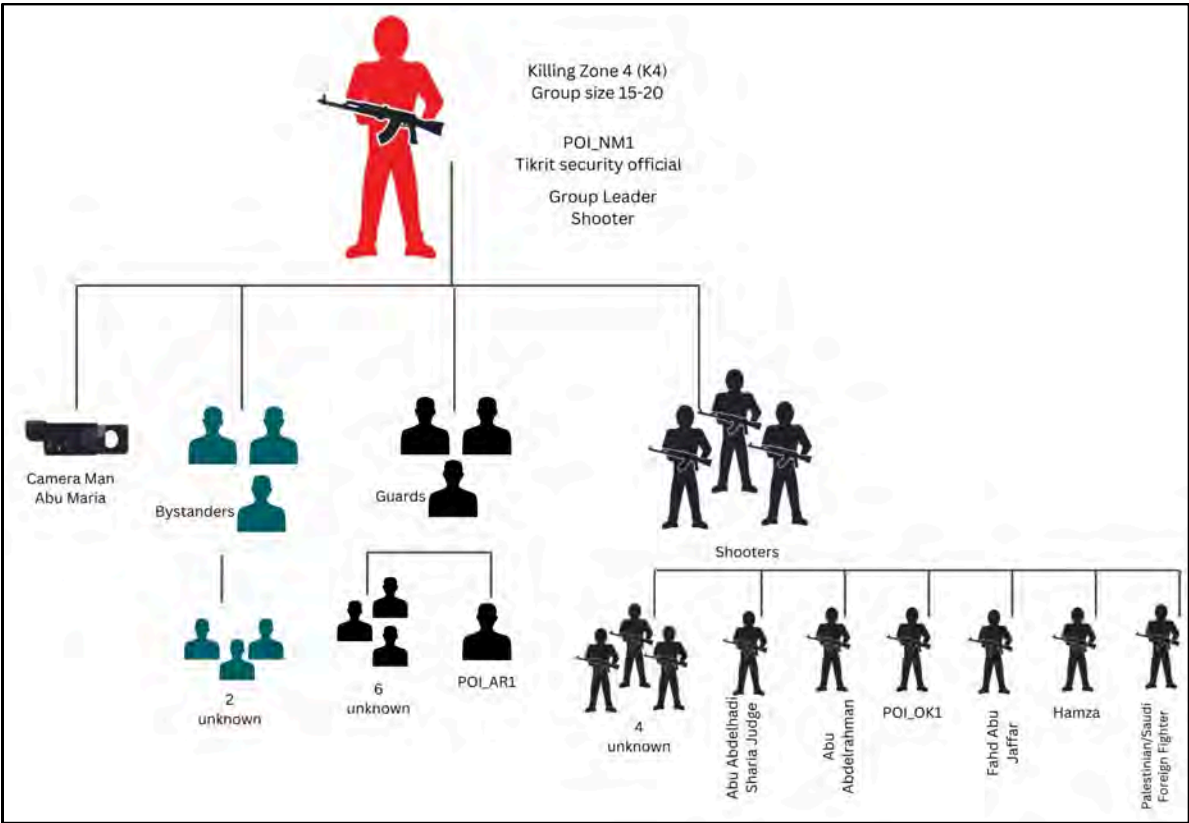 Killing Zone 4 (K4)
Group size 15-20
POI_NM1
Tikrit security official
Group Leader
Shooter
Camera Man
Abu Maria
Bystanders
Guards
Shooters
2
unknown
6
unknown
POI_AR1
4
unknown
Abu Abdelhadi
Sharia Judge
Abu
Abdelrahman
POI_OK1
Fahd Abu
Jaffar
Hamza
Palestinian/Saudi
Foreign Fighter